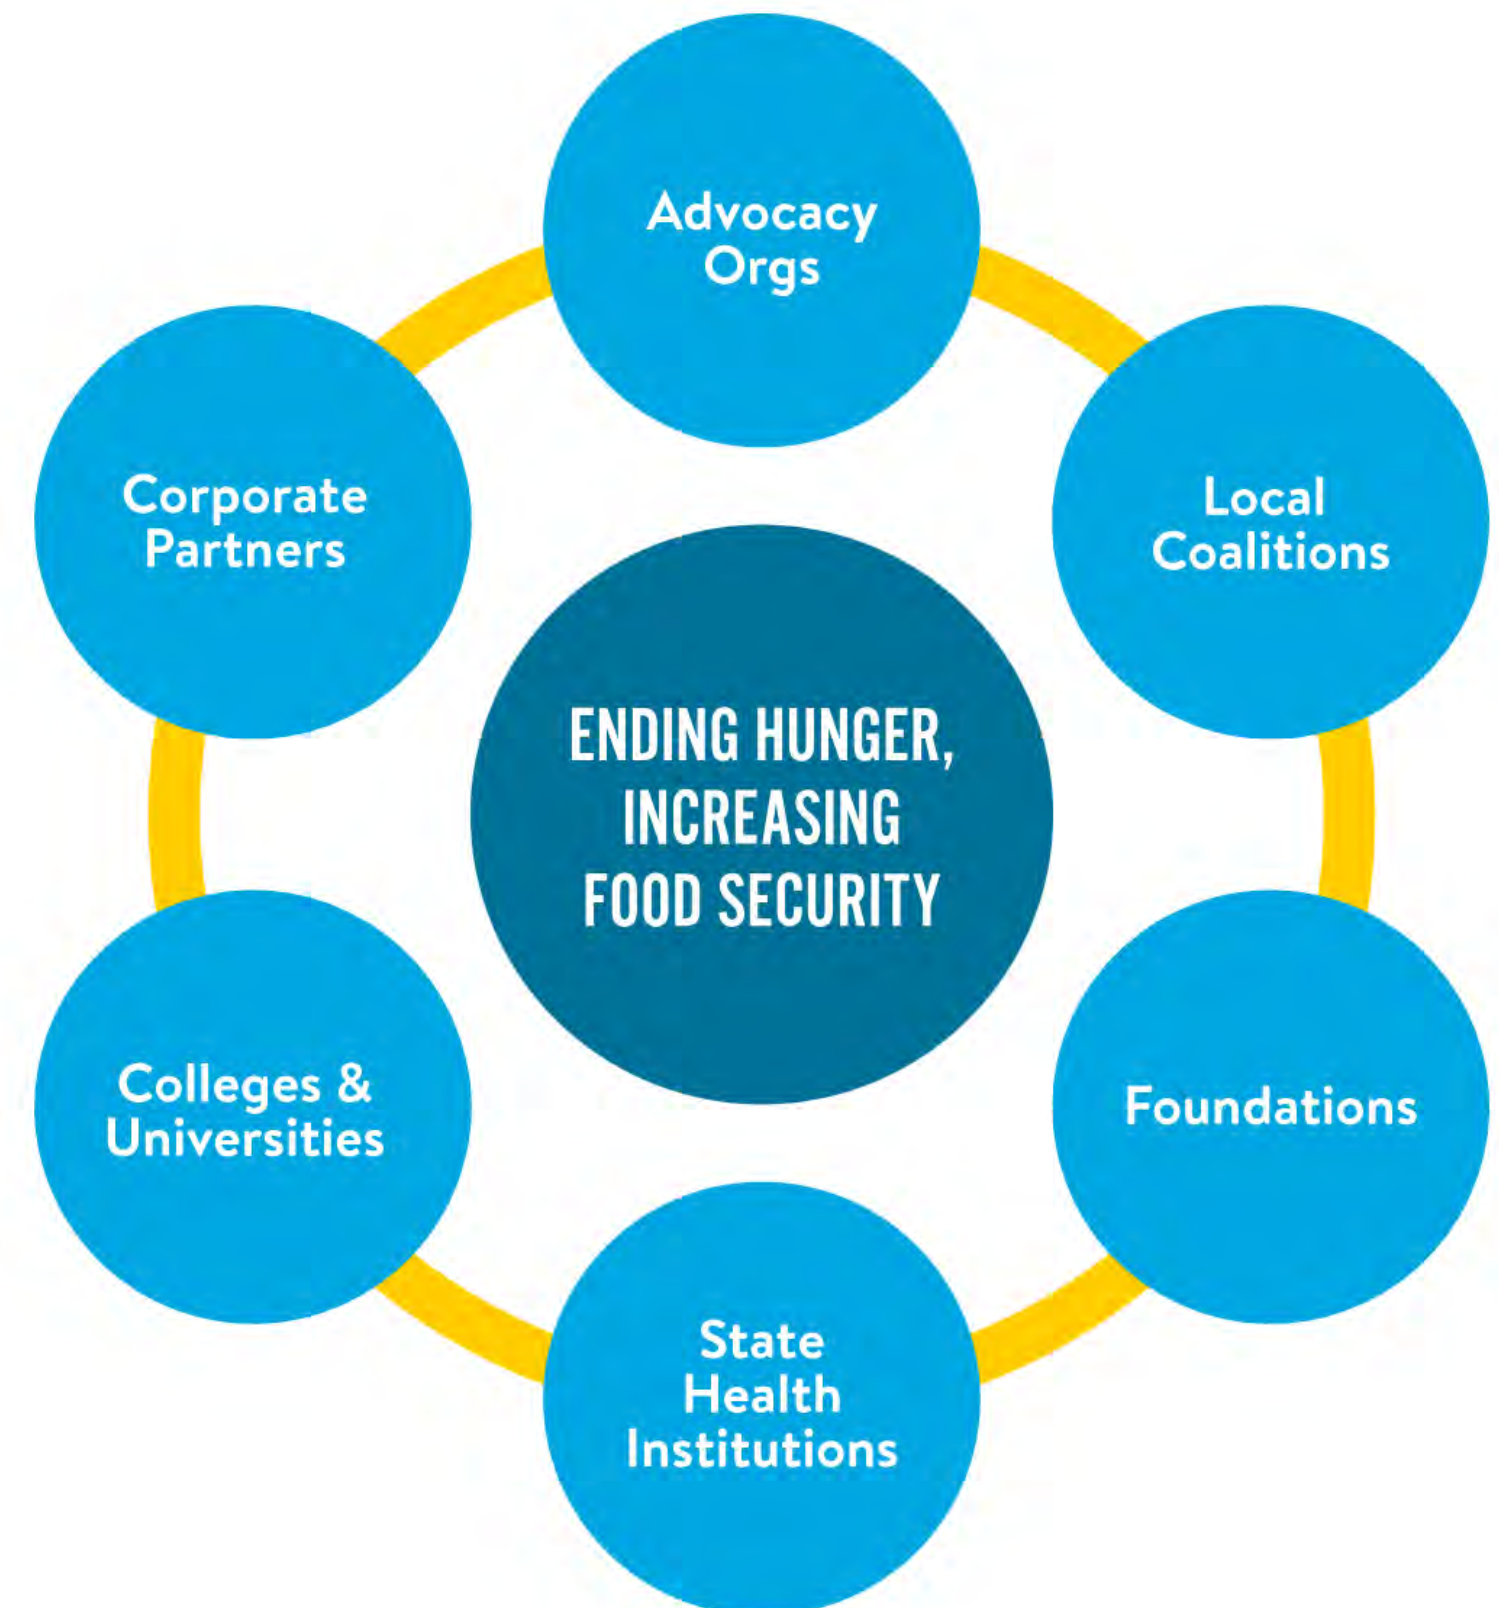 Advocacy
Orgs
Local
Coalitions
Corporate
Partners
ENDING HUNGER,
INCREASING
FOOD SECURITY
Colleges &
Universities
Foundations
State
Health
Institutions